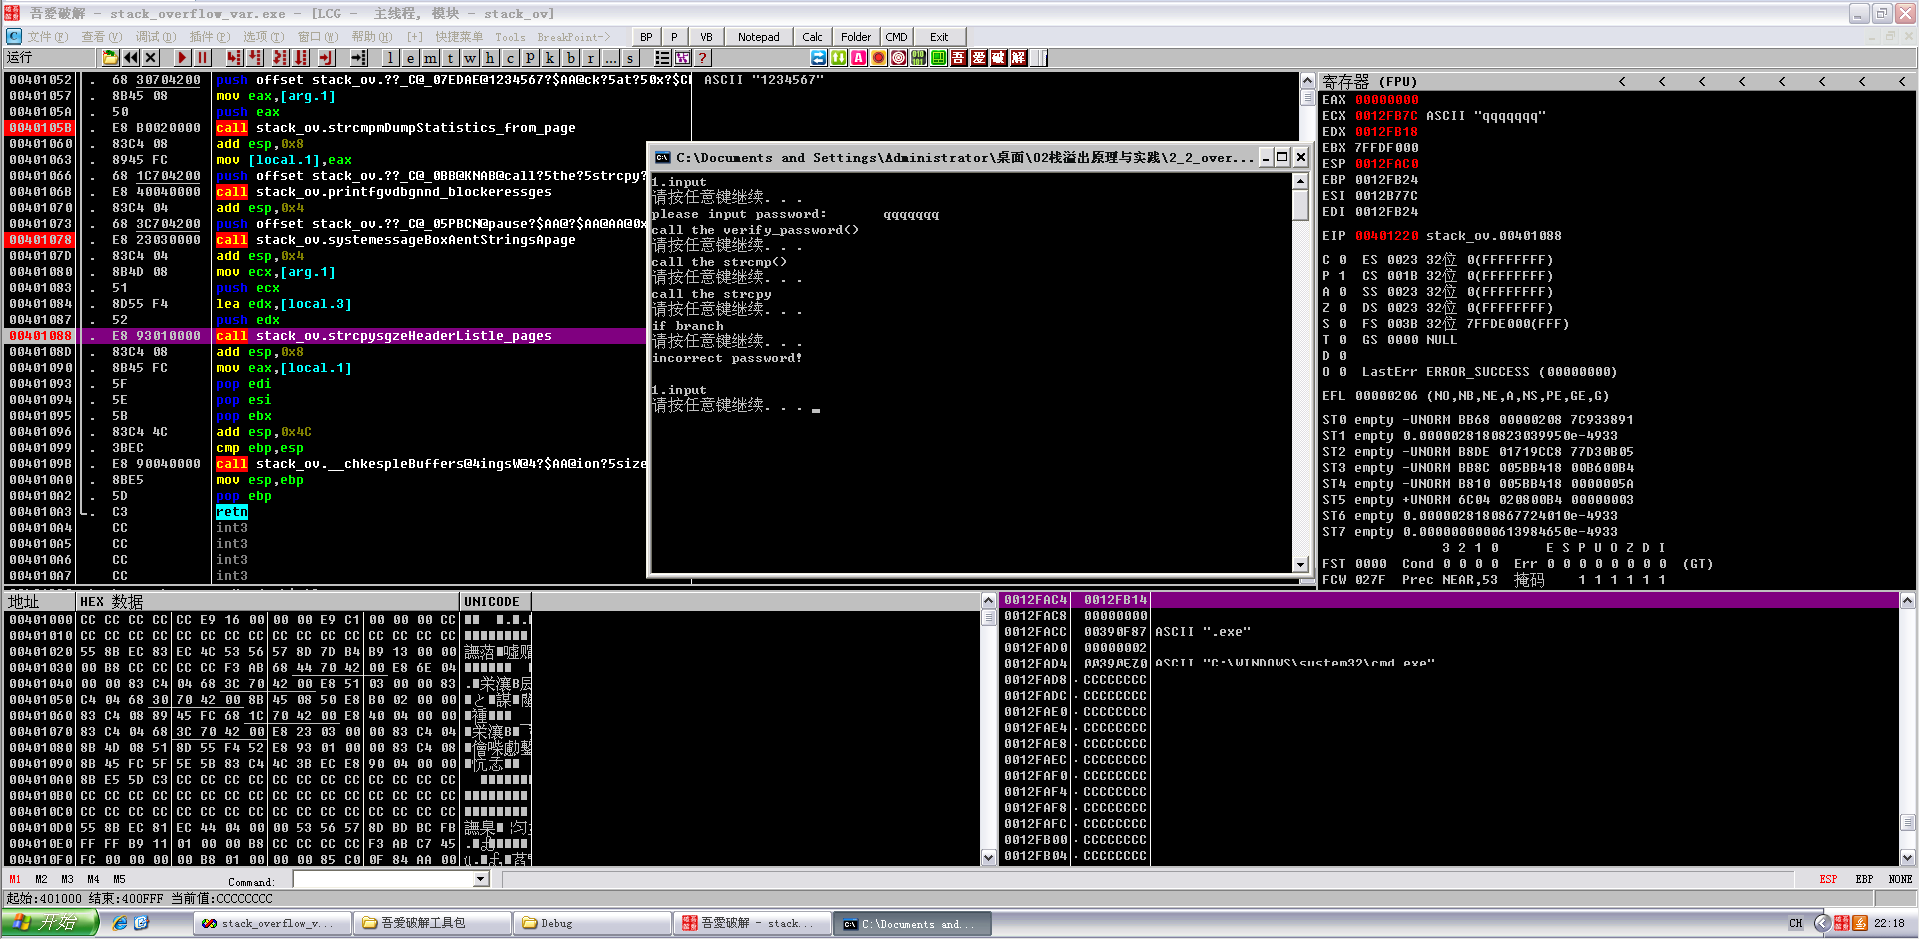 吾爱破解 - stack_overflow_var.exe - [LCG -  主线程, 模块 - stack_ov]
文件(F) 查看(V) 调试(D) 插件(P) 选项(T) 窗口(W) 帮助(H) [+] 快捷菜单 Tools BreakPoint-> BP P VB Notepad Calc Folder CMD Exit
运行 l e m t w h c p k b r ... s ? 吾 爱 破 解
00401052 . 68 30704200 push offset stack_ov.??_C@_07EDAE@1234567?$AA@ck?5at?50x?$C ASCII "1234567"
00401057 . 8B45 08 mov eax,[arg.1]
0040105A . 50 push eax
0040105B . E8 B0020000 call stack_ov.strcmpmDumpStatistics_from_page
00401060 . 83C4 08 add esp,0x8
00401063 . 8945 FC mov [local.1],eax
00401066 . 68 1C704200 push offset stack_ov.??_C@_0BB@KNAB@call?5the?5strcpy?
0040106B . E8 40040000 call stack_ov.printfgvdbgnnd_blockeressges
00401070 . 83C4 04 add esp,0x4
00401073 . 68 3C704200 push offset stack_ov.??_C@_05PBCN@pause?$AA@?$AA@AA@0x
00401078 . E8 23030000 call stack_ov.systemessageBoxAentStringsApage
0040107D . 83C4 04 add esp,0x4
00401080 . 8B4D 08 mov ecx,[arg.1]
00401083 . 51 push ecx
00401084 . 8D55 F4 lea edx,[local.3]
00401087 . 52 push edx
00401088 . E8 93010000 call stack_ov.strcpysgzeHeaderListle_pages
0040108D . 83C4 08 add esp,0x8
00401090 . 8B45 FC mov eax,[local.1]
00401093 . 5F pop edi
00401094 . 5E pop esi
00401095 . 5B pop ebx
00401096 . 83C4 4C add esp,0x4C
00401099 . 3BEC cmp ebp,esp
0040109B . E8 90040000 call stack_ov.__chkespleBuffers@4ingsW@4?$AA@ion?5size
004010A0 . 8BE5 mov esp,ebp
004010A2 . 5D pop ebp
004010A3 . C3 retn
004010A4 CC int3
004010A5 CC int3
004010A6 CC int3
004010A7 CC int3
C:\Documents and Settings\Administrator\桌面\02栈溢出原理与实践\2_2_over...
1.input
请按任意键继续. . .
please input password: qqqqqqq
call the verify_password()
请按任意键继续. . .
call the strcmp()
请按任意键继续. . .
call the strcpy
请按任意键继续. . .
if branch
请按任意键继续. . .
incorrect password!
1.input
请按任意键继续. . . _
寄存器 (FPU) < < < < < < < <
EAX 00000000
ECX 0012FB7C ASCII "qqqqqqq"
EDX 0012FB18
EBX 7FFDF000
ESP 0012FAC0
EBP 0012FB24
ESI 0012B77C
EDI 0012FB24
EIP 00401220 stack_ov.00401088
C 0 ES 0023 32位 0(FFFFFFFF)
P 1 CS 001B 32位 0(FFFFFFFF)
A 0 SS 0023 32位 0(FFFFFFFF)
Z 0 DS 0023 32位 0(FFFFFFFF)
S 0 FS 003B 32位 7FFDE000(FFF)
T 0 GS 0000 NULL
D 0
O 0 LastErr ERROR_SUCCESS (00000000)
EFL 00000206 (NO,NB,NE,A,NS,PE,GE,G)
ST0 empty -UNORM BB68 00000208 7C933891
ST1 empty 0.0000028180823039950e-4933
ST2 empty -UNORM B8DE 01719CC8 77D30B05
ST3 empty -UNORM BB8C 005BB418 00B600B4
ST4 empty -UNORM B810 005BB418 0000005A
ST5 empty +UNORM 6C04 020800B4 00000003
ST6 empty 0.0000028180867724010e-4933
ST7 empty 0.0000000000613984650e-4933
3 2 1 0 E S P U O Z D I
FST 0000 Cond 0 0 0 0 Err 0 0 0 0 0 0 0 0 (GT)
FCW 027F Prec NEAR,53 掩码 1 1 1 1 1 1
地址 HEX 数据 UNICODE
00401000 CC CC CC CC CC E9 16 00 00 00 E9 C1 00 00 00 CC
00401010 CC CC CC CC CC CC CC CC CC CC CC CC CC CC CC CC
00401020 55 8B EC 83 EC 4C 53 56 57 8D 7D B4 B9 13 00 00
00401030 00 B8 CC CC CC CC F3 AB 68 44 70 42 00 E8 6E 04
00401040 00 00 83 C4 04 68 3C 70 42 00 E8 51 03 00 00 83
00401050 C4 04 68 30 70 42 00 8B 45 08 50 E8 B0 02 00 00
00401060 83 C4 08 89 45 FC 68 1C 70 42 00 E8 40 04 00 00
00401070 83 C4 04 68 3C 70 42 00 E8 23 03 00 00 83 C4 04
00401080 8B 4D 08 51 8D 55 F4 52 E8 93 01 00 00 83 C4 08
00401090 8B 45 FC 5F 5E 5B 83 C4 4C 3B EC E8 90 04 00 00
004010A0 8B E5 5D C3 CC CC CC CC CC CC CC CC CC CC CC CC
004010B0 CC CC CC CC CC CC CC CC CC CC CC CC CC CC CC CC
004010C0 CC CC CC CC CC CC CC CC CC CC CC CC CC CC CC CC
004010D0 55 8B EC 81 EC 44 04 00 00 53 56 57 8D BD BC FB
004010E0 FF FF B9 11 01 00 00 B8 CC CC CC CC F3 AB C7 45
004010F0 FC 00 00 00 00 B8 01 00 00 00 85 C0 0F 84 AA 00
0012FAC4 0012FB14
0012FAC8 00000000
0012FACC 00390F87 ASCII ".exe"
0012FAD0 00000002
0012FAD4 00390E70 ASCII "C:\WINDOWS\system32\cmd.exe"
0012FAD8 CCCCCCCC
0012FADC CCCCCCCC
0012FAE0 CCCCCCCC
0012FAE4 CCCCCCCC
0012FAE8 CCCCCCCC
0012FAEC CCCCCCCC
0012FAF0 CCCCCCCC
0012FAF4 CCCCCCCC
0012FAF8 CCCCCCCC
0012FAFC CCCCCCCC
0012FB00 CCCCCCCC
0012FB04 CCCCCCCC
M1 M2 M3 M4 M5 Command: ESP EBP NONE
起始:401000 结束:400FFF 当前值:CCCCCCCC
开始 stack_overflow_v... 吾爱破解工具包 Debug 吾爱破解 - stack... C:\Documents and... CH 22:18